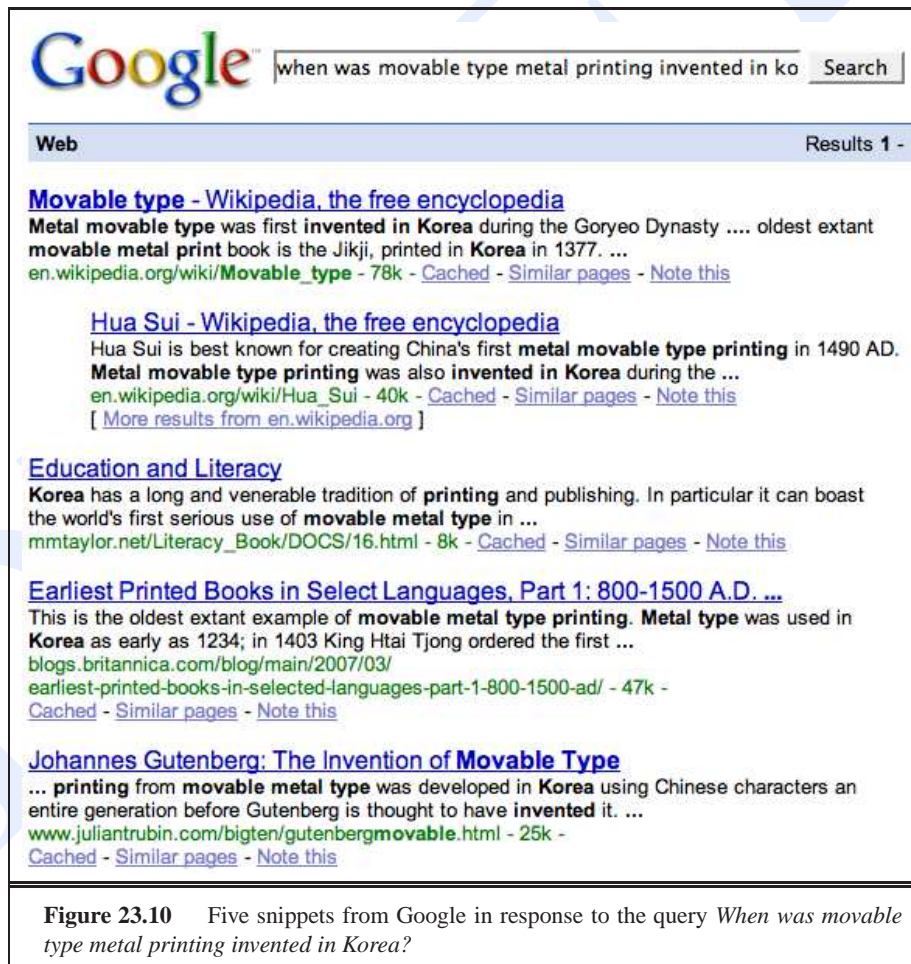 Google™ when was movable type metal printing invented in ko Search
Web Results 1 -
Movable type - Wikipedia, the free encyclopedia
Metal movable type was first invented in Korea during the Goryeo Dynasty .... oldest extant
movable metal print book is the Jikji, printed in Korea in 1377. ...
en.wikipedia.org/wiki/Movable_type - 78k - Cached - Similar pages - Note this
Hua Sui - Wikipedia, the free encyclopedia
Hua Sui is best known for creating China's first metal movable type printing in 1490 AD.
Metal movable type printing was also invented in Korea during the ...
en.wikipedia.org/wiki/Hua_Sui - 40k - Cached - Similar pages - Note this
[ More results from en.wikipedia.org ]
Education and Literacy
Korea has a long and venerable tradition of printing and publishing. In particular it can boast
the world's first serious use of movable metal type in ...
mmtaylor.net/Literacy_Book/DOCS/16.html - 8k - Cached - Similar pages - Note this
Earliest Printed Books in Select Languages, Part 1: 800-1500 A.D. ...
This is the oldest extant example of movable metal type printing. Metal type was used in
Korea as early as 1234; in 1403 King Htai Tjong ordered the first ...
blogs.britannica.com/blog/main/2007/03/
earliest-printed-books-in-selected-languages-part-1-800-1500-ad/ - 47k -
Cached - Similar pages - Note this
Johannes Gutenberg: The Invention of Movable Type
... printing from movable metal type was developed in Korea using Chinese characters an
entire generation before Gutenberg is thought to have invented it. ...
www.juliantrubin.com/bigten/gutenbergmovable.html - 25k -
Cached - Similar pages - Note this
Figure 23.10 Five snippets from Google in response to the query When was movable
type metal printing invented in Korea?